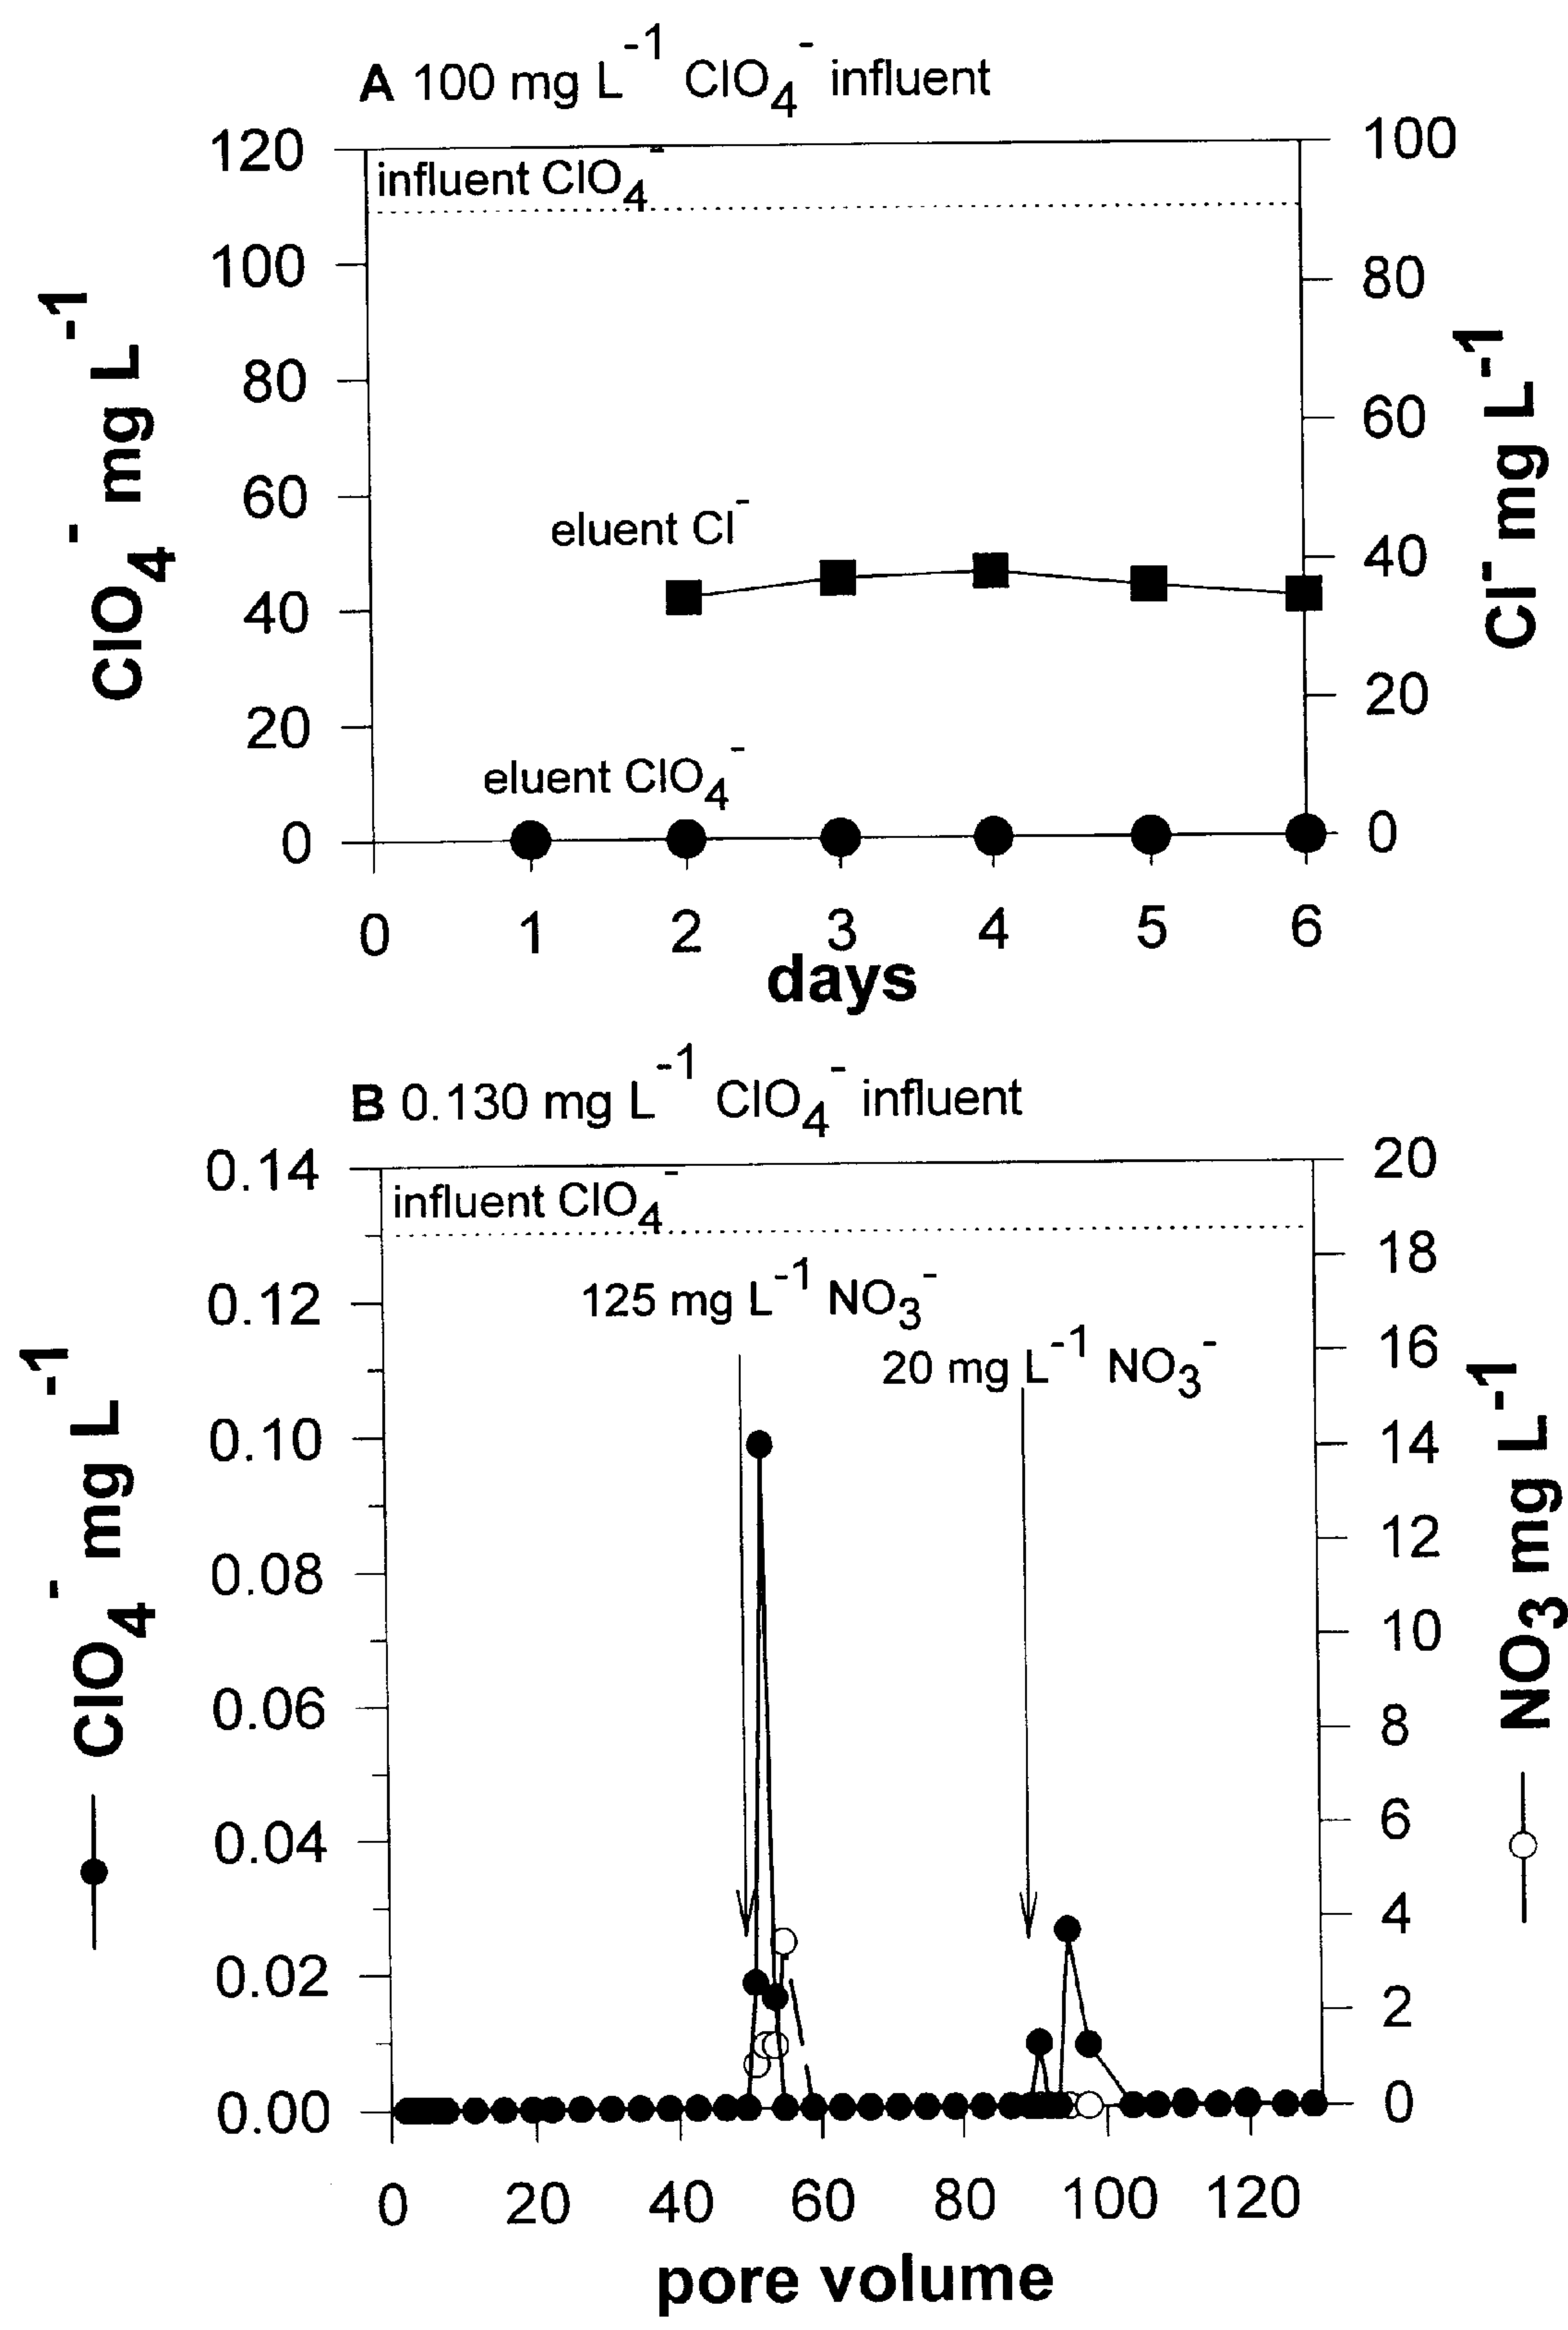 A 100 mg L⁻¹ ClO₄⁻ influent
120
100
80
60
40
20
0
ClO₄⁻ mg L⁻¹
100
80
60
40
20
0
Cl⁻ mg L⁻¹
influent ClO₄⁻
eluent Cl⁻
eluent ClO₄⁻
0 1 2 3 4 5 6
days
B 0.130 mg L⁻¹ ClO₄⁻ influent
0.14
0.12
0.10
0.08
0.06
0.04
0.02
0.00
ClO₄⁻ mg L⁻¹
20
18
16
14
12
10
8
6
4
2
0
NO₃ mg L⁻¹
influent ClO₄⁻
125 mg L⁻¹ NO₃⁻
20 mg L⁻¹ NO₃⁻
0 20 40 60 80 100 120
pore volume